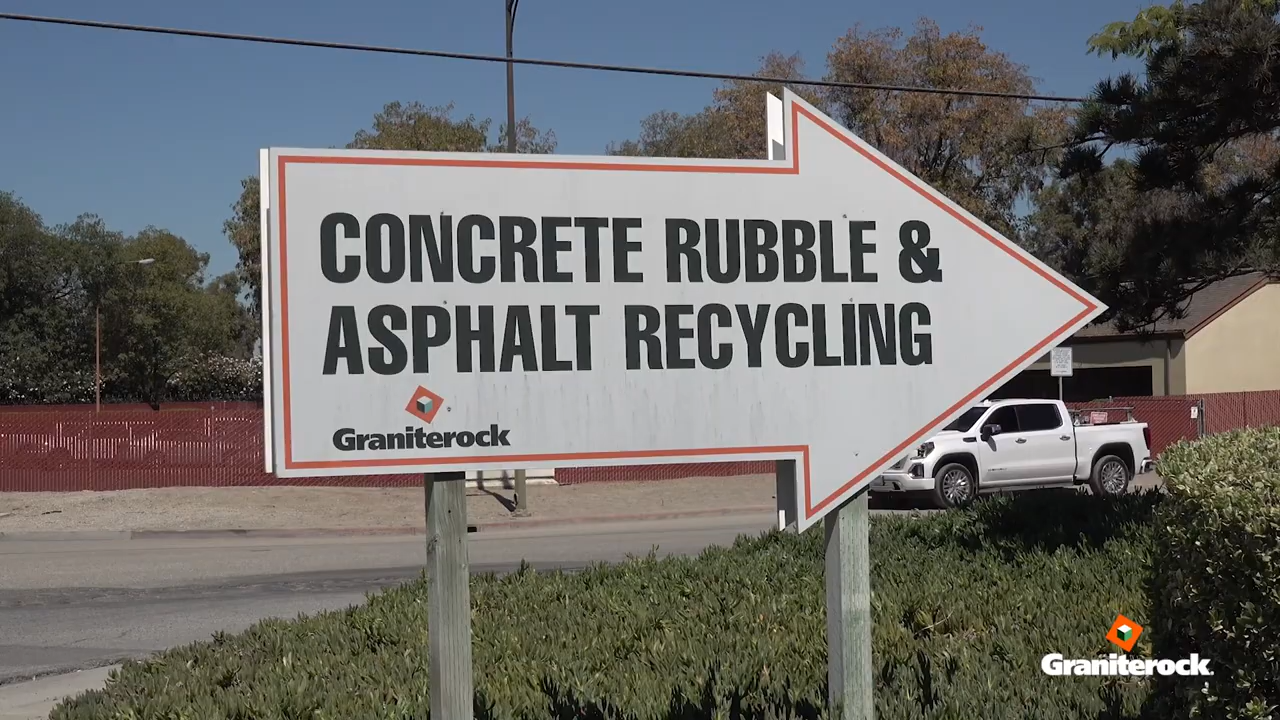 CONCRETE RUBBLE &
ASPHALT RECYCLING
Graniterock
Graniterock.